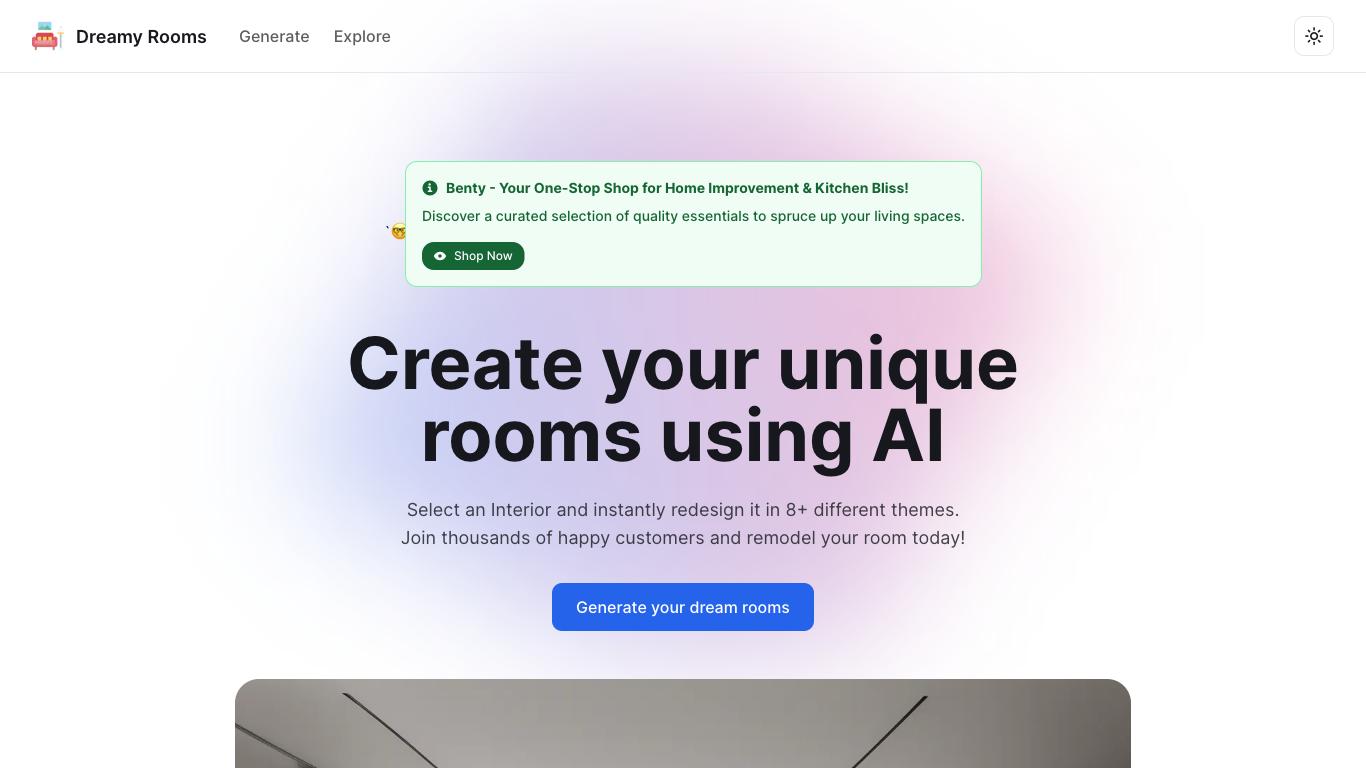 Dreamy Rooms Generate Explore
Benty - Your One-Stop Shop for Home Improvement & Kitchen Bliss!
Discover a curated selection of quality essentials to spruce up your living spaces.
`🤓
Shop Now
Create your unique
rooms using AI
Select an Interior and instantly redesign it in 8+ different themes.
Join thousands of happy customers and remodel your room today!
Generate your dream rooms